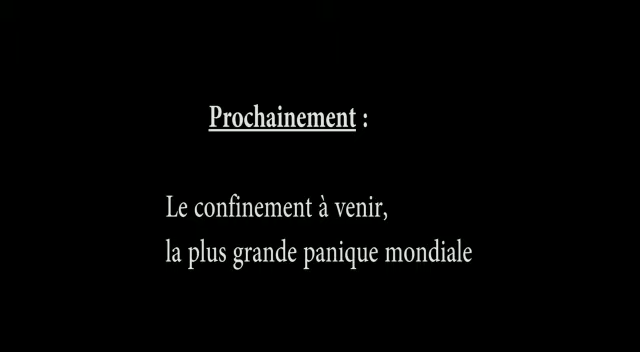 Prochainement :
Le confinement à venir,
la plus grande panique mondiale